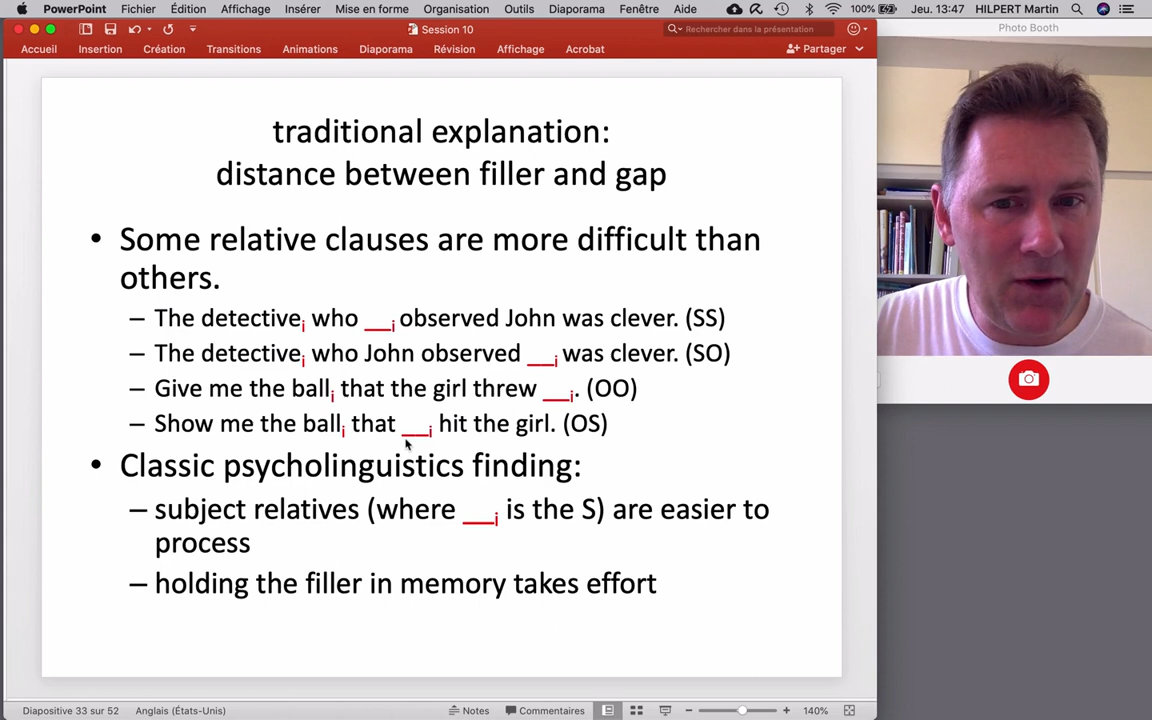 PowerPoint Fichier Édition Affichage Insérer Mise en forme Organisation Outils Diaporama Fenêtre Aide 100% Jeu. 13:47 HILPERT Martin
Session 10
Rechercher dans la présentation
Photo Booth
Accueil Insertion Création Transitions Animations Diaporama Révision Affichage Acrobat Partager
traditional explanation:
distance between filler and gap
• Some relative clauses are more difficult than
others.
– The detectivei who __i observed John was clever. (SS)
– The detectivei who John observed __i was clever. (SO)
– Give me the balli that the girl threw __i. (OO)
– Show me the balli that __i hit the girl. (OS)
• Classic psycholinguistics finding:
– subject relatives (where __i is the S) are easier to
process
– holding the filler in memory takes effort
Diapositive 33 sur 52 Anglais (États-Unis) Notes Commentaires 140%